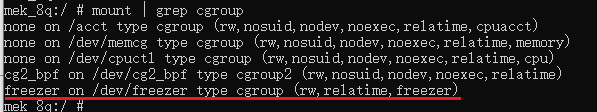 mek_8q:/ # mount | grep cgroup
none on /acct type cgroup (rw,nosuid,nodev,noexec,relatime,cpuacct)
none on /dev/memcg type cgroup (rw,nosuid,nodev,noexec,relatime,memory)
none on /dev/cpuctl type cgroup (rw,nosuid,nodev,noexec,relatime,cpu)
cg2_bpf on /dev/cg2_bpf type cgroup2 (rw,nosuid,nodev,noexec,relatime)
freezer on /dev/freezer type cgroup (rw,relatime,freezer)
mek_8q:/ #